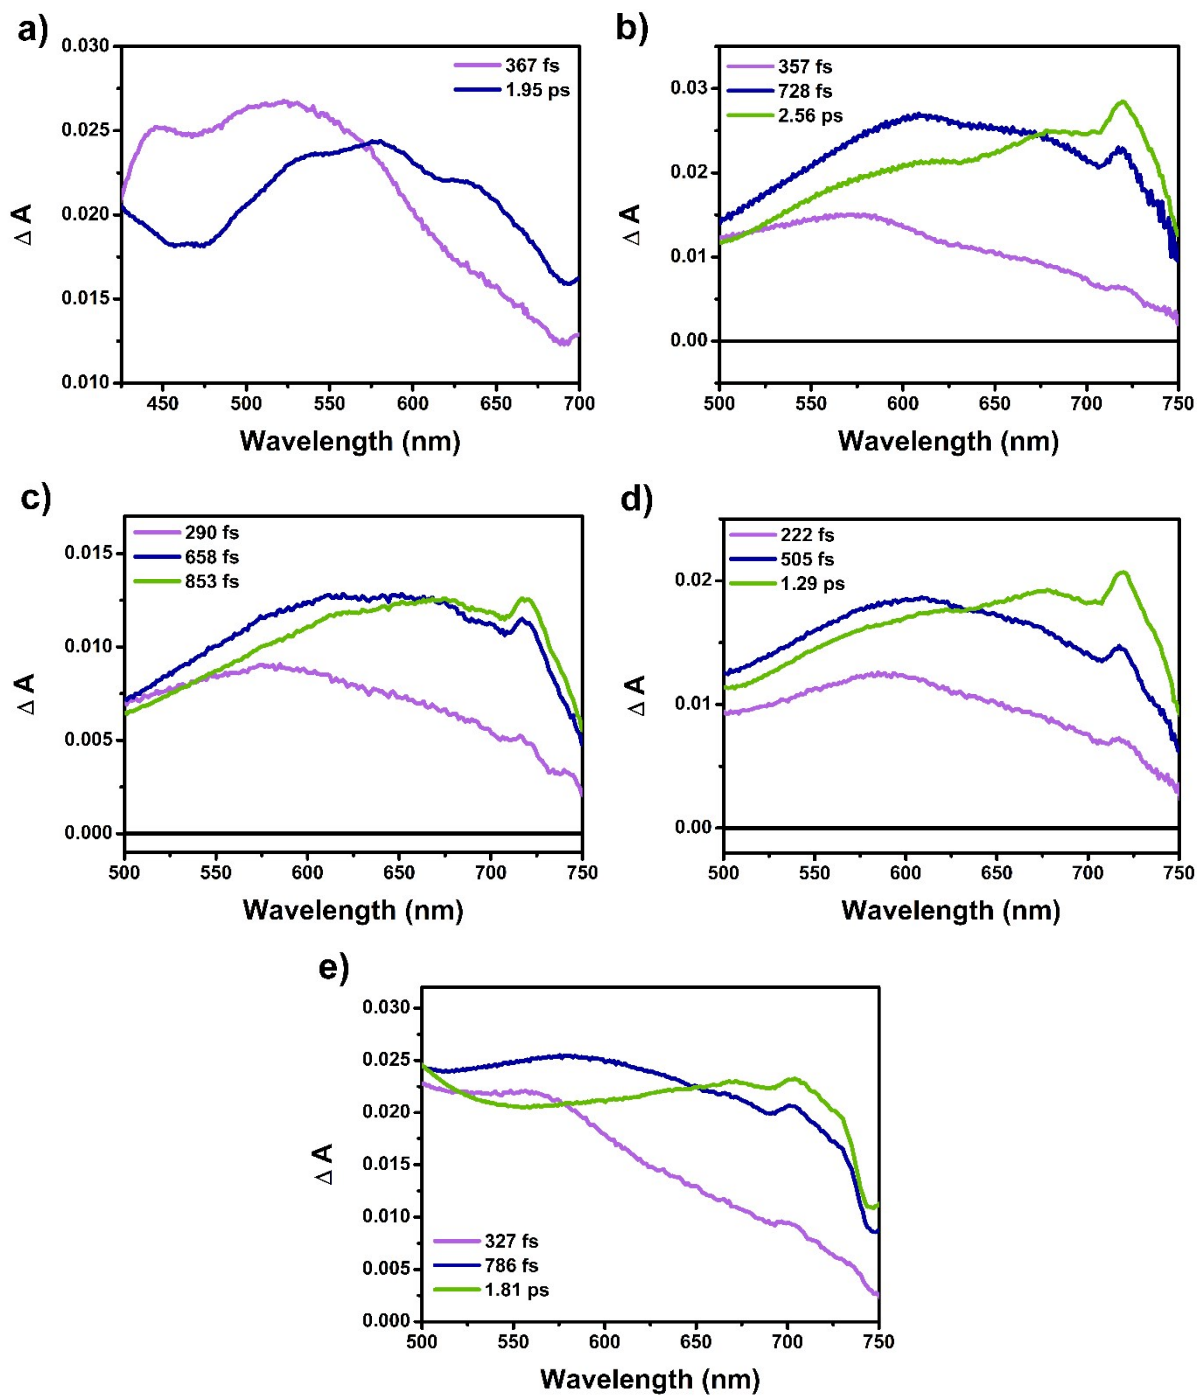 a)
0.030
0.025
0.020
0.015
0.010
Δ A
367 fs
1.95 ps
450 500 550 600 650 700
Wavelength (nm)
b)
0.03
0.02
0.01
0.00
Δ A
357 fs
728 fs
2.56 ps
500 550 600 650 700 750
Wavelength (nm)
c)
0.015
0.010
0.005
0.000
Δ A
290 fs
658 fs
853 fs
500 550 600 650 700 750
Wavelength (nm)
d)
0.02
0.01
0.00
Δ A
222 fs
505 fs
1.29 ps
500 550 600 650 700 750
Wavelength (nm)
e)
0.030
0.025
0.020
0.015
0.010
0.005
0.000
Δ A
327 fs
786 fs
1.81 ps
500 550 600 650 700 750
Wavelength (nm)